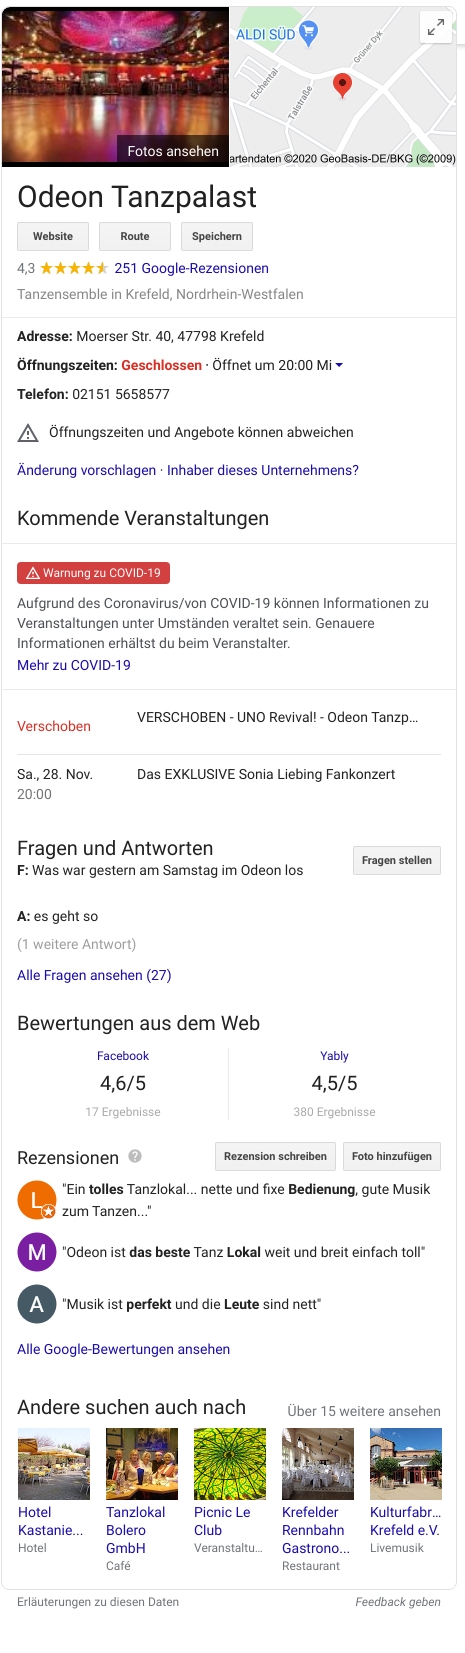 ALDI SÜD
Grüner Dyk
Eichental
Talstraße
Fotos ansehen
artendaten ©2020 GeoBasis-DE/BKG (©2009)
Odeon Tanzpalast
Website Route Speichern
4,3 251 Google-Rezensionen
Tanzensemble in Krefeld, Nordrhein-Westfalen
Adresse: Moerser Str. 40, 47798 Krefeld
Öffnungszeiten: Geschlossen · Öffnet um 20:00 Mi
Telefon: 02151 5658577
Öffnungszeiten und Angebote können abweichen
Änderung vorschlagen · Inhaber dieses Unternehmens?
Kommende Veranstaltungen
Warnung zu COVID-19
Aufgrund des Coronavirus/von COVID-19 können Informationen zu
Veranstaltungen unter Umständen veraltet sein. Genauere
Informationen erhältst du beim Veranstalter.
Mehr zu COVID-19
Verschoben VERSCHOBEN - UNO Revival! - Odeon Tanzp...
Sa., 28. Nov. Das EXKLUSIVE Sonia Liebing Fankonzert
20:00
Fragen und Antworten
Fragen stellen
F: Was war gestern am Samstag im Odeon los
A: es geht so
(1 weitere Antwort)
Alle Fragen ansehen (27)
Bewertungen aus dem Web
Facebook Yably
4,6/5 4,5/5
17 Ergebnisse 380 Ergebnisse
Rezensionen ? Rezension schreiben Foto hinzufügen
L "Ein tolles Tanzlokal... nette und fixe Bedienung, gute Musik
zum Tanzen..."
M "Odeon ist das beste Tanz Lokal weit und breit einfach toll"
A "Musik ist perfekt und die Leute sind nett"
Alle Google-Bewertungen ansehen
Andere suchen auch nach Über 15 weitere ansehen
Hotel
Kastanie...
Hotel
Tanzlokal
Bolero
GmbH
Café
Picnic Le
Club
Veranstaltu...
Krefelder
Rennbahn
Gastrono...
Restaurant
Kulturfabr...
Krefeld e.V.
Livemusik
Erläuterungen zu diesen Daten Feedback geben